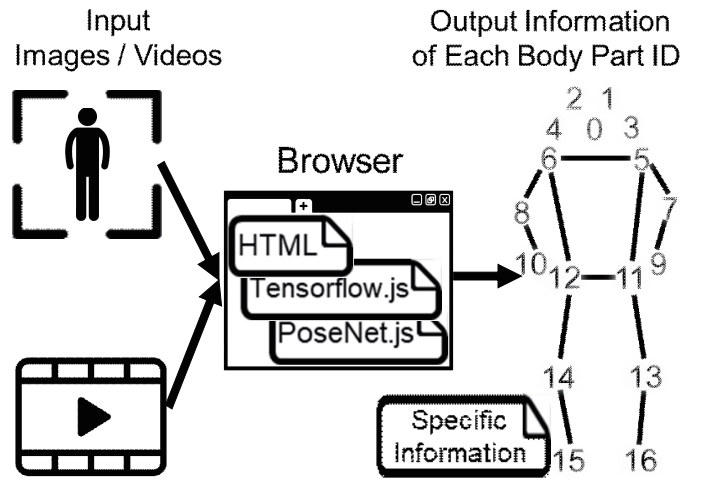 Input
Images / Videos
Output Information
of Each Body Part ID
Browser
+
X
HTML
Tensorflow.js
PoseNet.js
2 1
4 0 3
6 5
8 7
10 9
12 11
14 13
15 16
Specific
Information